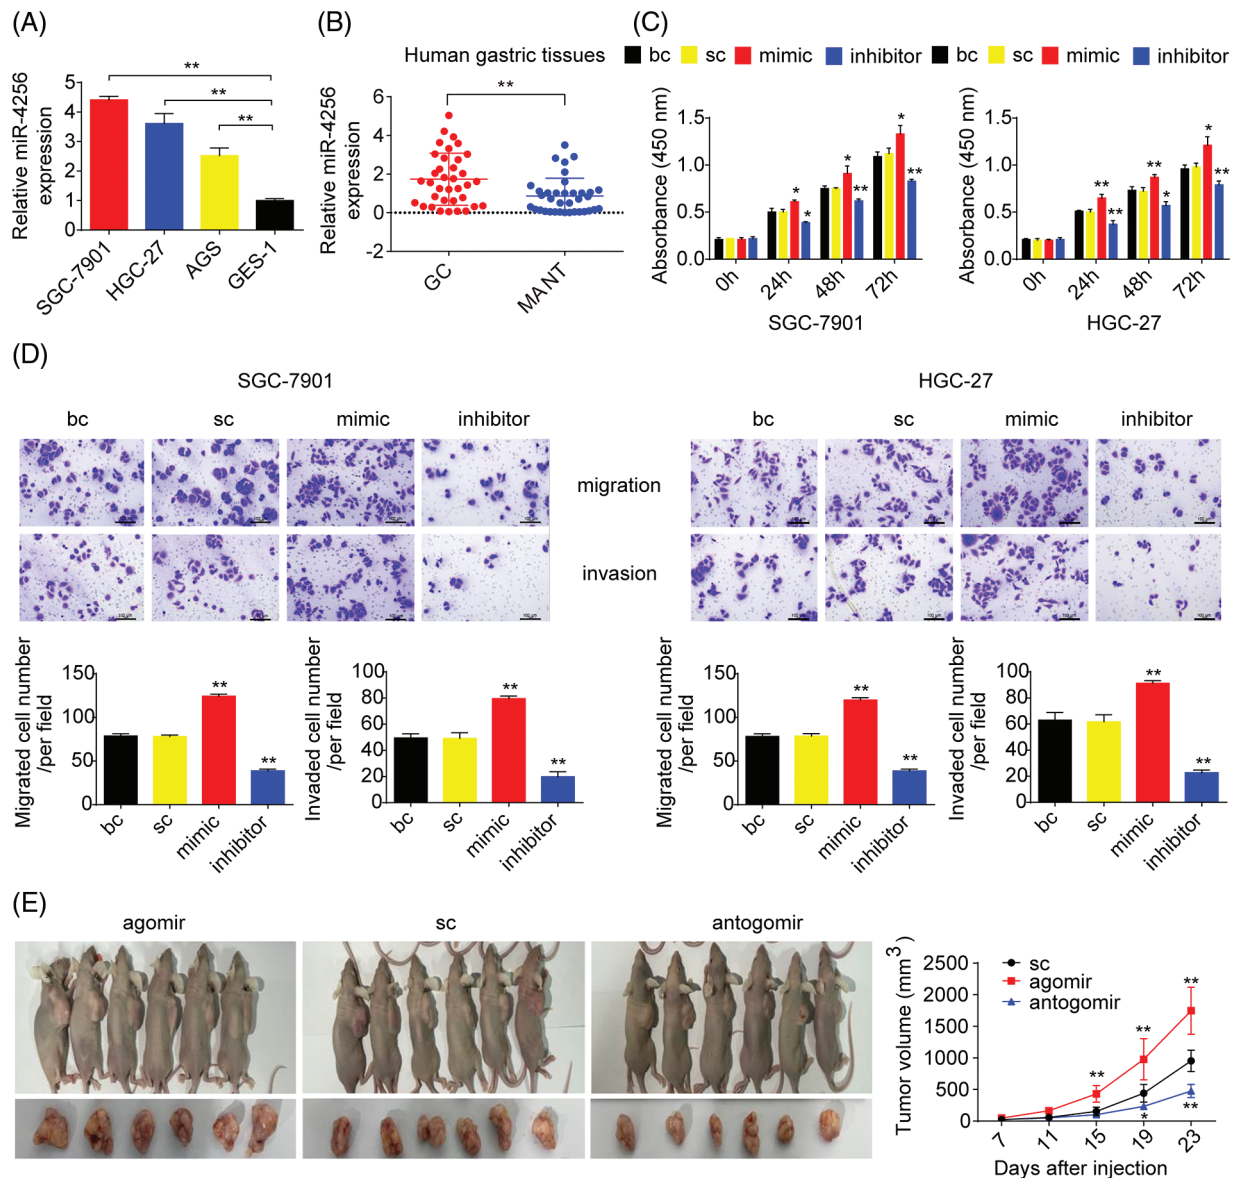 (A)
**
**
**
Relative miR-4256
expression
5
4
3
2
1
0
SGC-7901
HGC-27
AGS
GES-1
(B)
Human gastric tissues
**
Relative miR-4256
expression
6
4
2
0
-2
GC
MANT
(C)
bc sc mimic inhibitor
bc sc mimic inhibitor
Absorbance (450 nm)
1.5
1.0
0.5
0.0
* * * ** * **
0h 24h 48h 72h
SGC-7901
Absorbance (450 nm)
1.5
1.0
0.5
0.0
** ** ** * * **
0h 24h 48h 72h
HGC-27
(D)
SGC-7901
HGC-27
bc sc mimic inhibitor
bc sc mimic inhibitor
migration
invasion
Migrated cell number
/per field
150
100
50
0
**
**
bc
sc
mimic
inhibitor
Invaded cell number
/per field
100
80
60
40
20
0
**
**
bc
sc
mimic
inhibitor
Migrated cell number
/per field
150
100
50
0
**
**
bc
sc
mimic
inhibitor
Invaded cell number
/per field
100
80
60
40
20
0
**
**
bc
sc
mimic
inhibitor
(E)
agomir
sc
antogomir
Tumor volume (mm3)
2500
2000
1500
1000
500
0
sc
agomir
antogomir
**
**
**
*
**
7 11 15 19 23
Days after injection